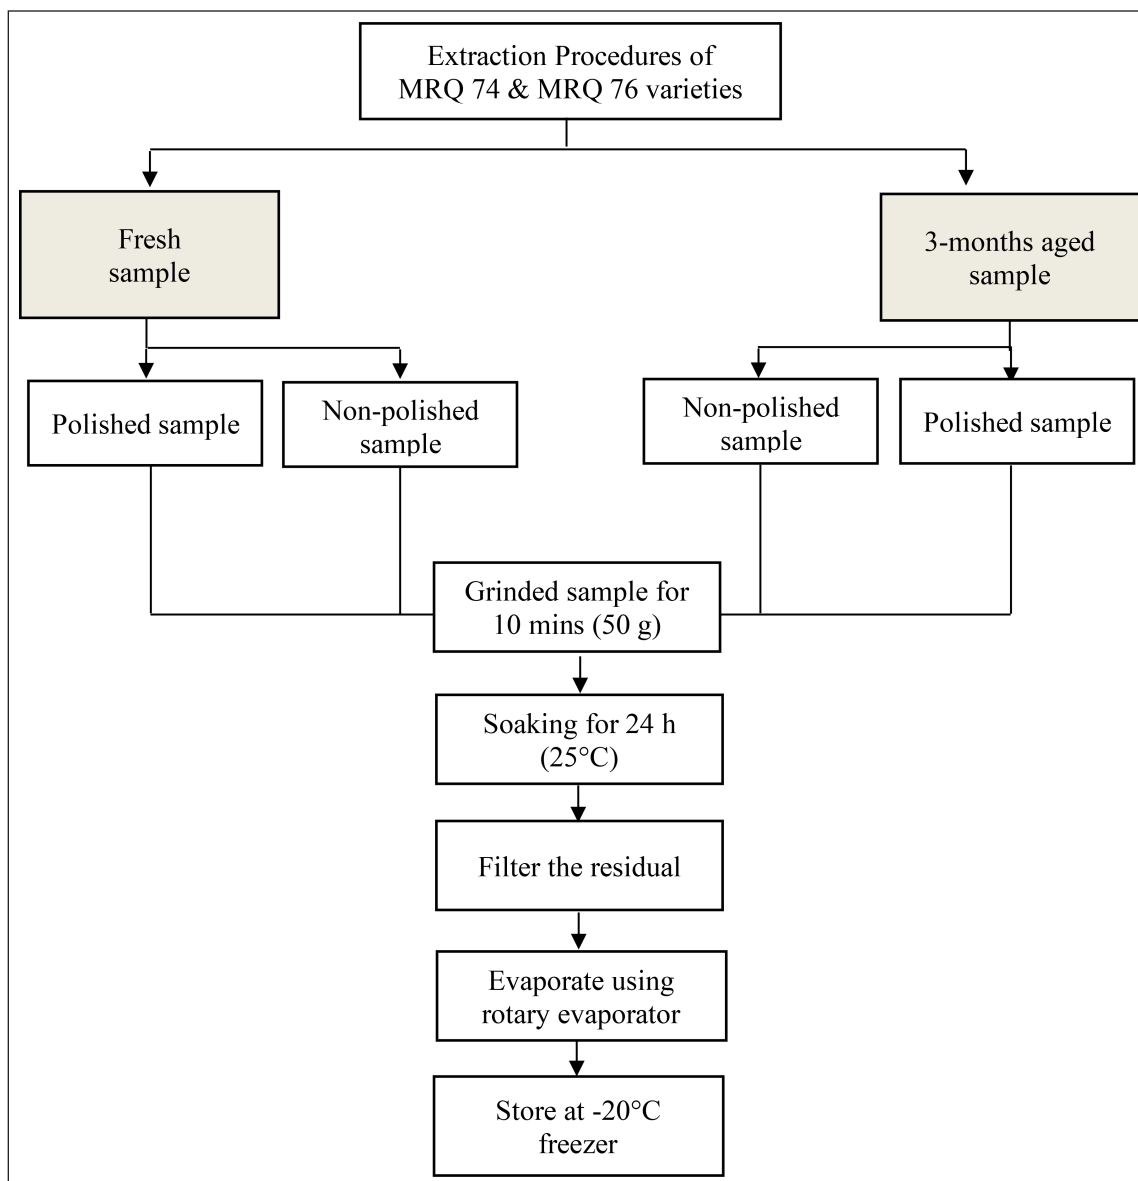 Extraction Procedures of
MRQ 74 & MRQ 76 varieties
Fresh
sample
3-months aged
sample
Polished sample
Non-polished
sample
Non-polished
sample
Polished sample
Grinded sample for
10 mins (50 g)
Soaking for 24 h
(25°C)
Filter the residual
Evaporate using
rotary evaporator
Store at -20°C
freezer